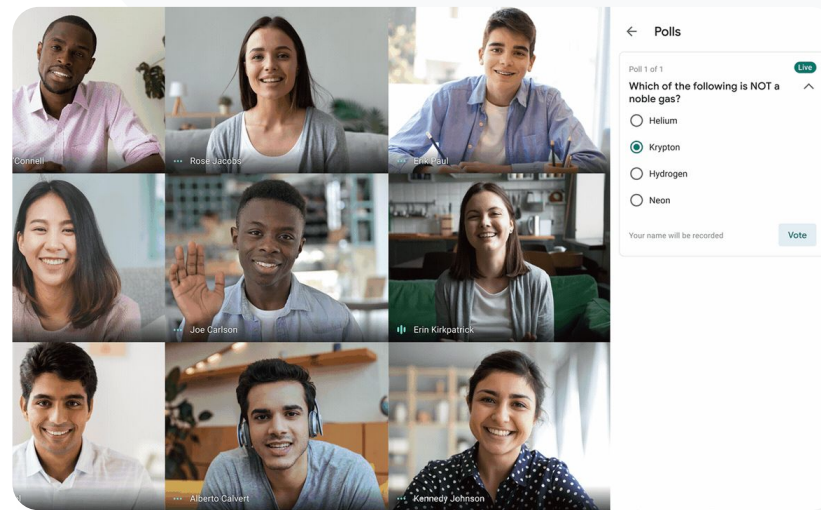 Connell
Rose Jacobs
Erik Paul
Joe Carlson
Erin Kirkpatrick
Alberto Calvert
Kennedy Johnson
Polls
Poll 1 of 1
Live
Which of the following is NOT a
noble gas?
Helium
Krypton
Hydrogen
Neon
Your name will be recorded
Vote